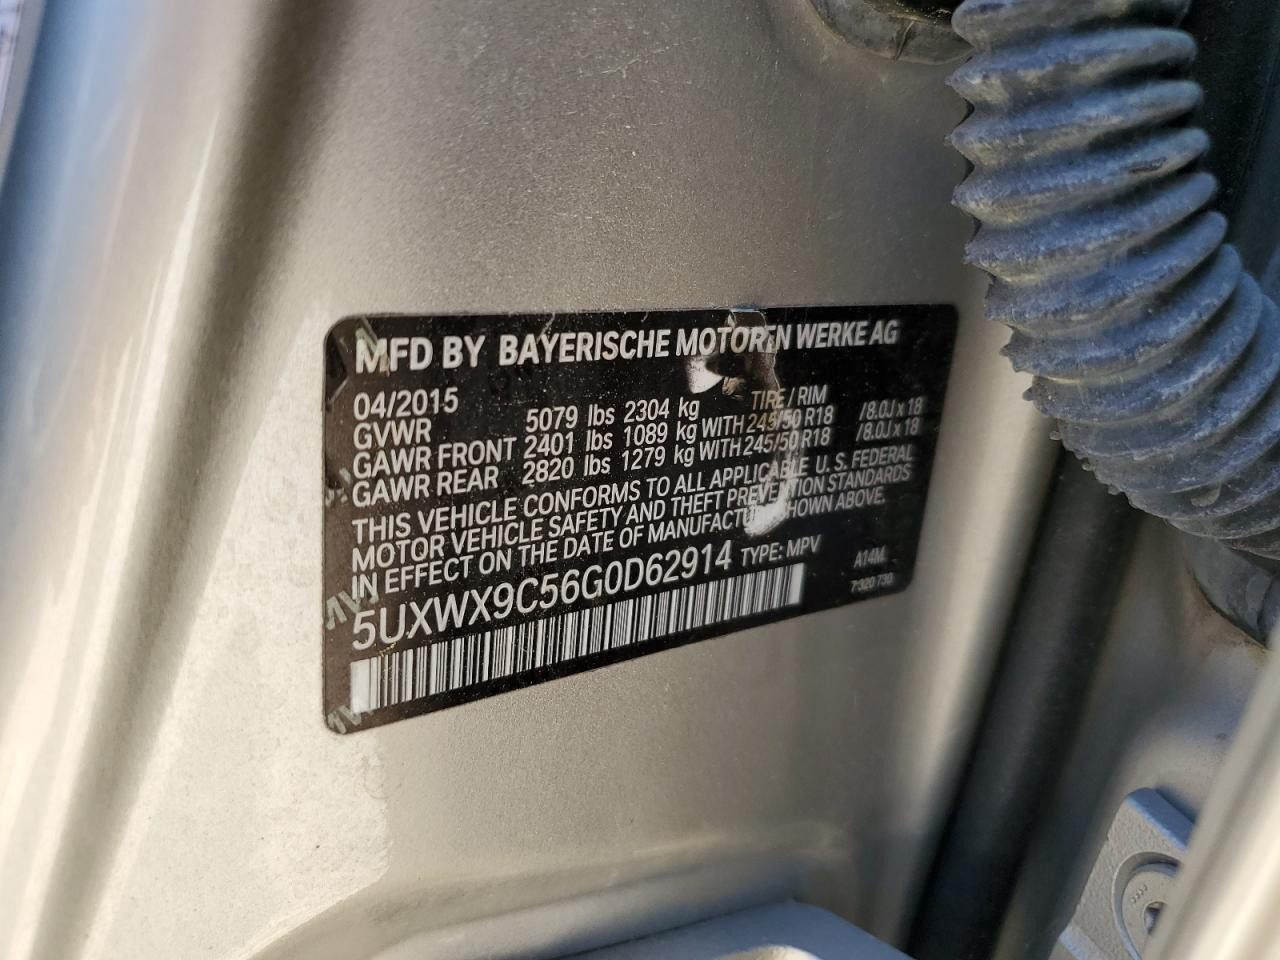 MFD BY BAYERISCHE MOTOREN WERKE AG
04/2015 TIRE / RIM
GVWR 5079 lbs 2304 kg
GAWR FRONT 2401 lbs 1089 kg WITH 245/50 R18 /8.0J x 18
GAWR REAR 2820 lbs 1279 kg WITH 245/50 R18 /8.0J x 18
THIS VEHICLE CONFORMS TO ALL APPLICABLE U. S. FEDERAL
MOTOR VEHICLE SAFETY AND THEFT PREVENTION STANDARDS
IN EFFECT ON THE DATE OF MANUFACTURE SHOWN ABOVE.
5UXWX9C56G0D62914 TYPE: MPV A14M
7 320 730